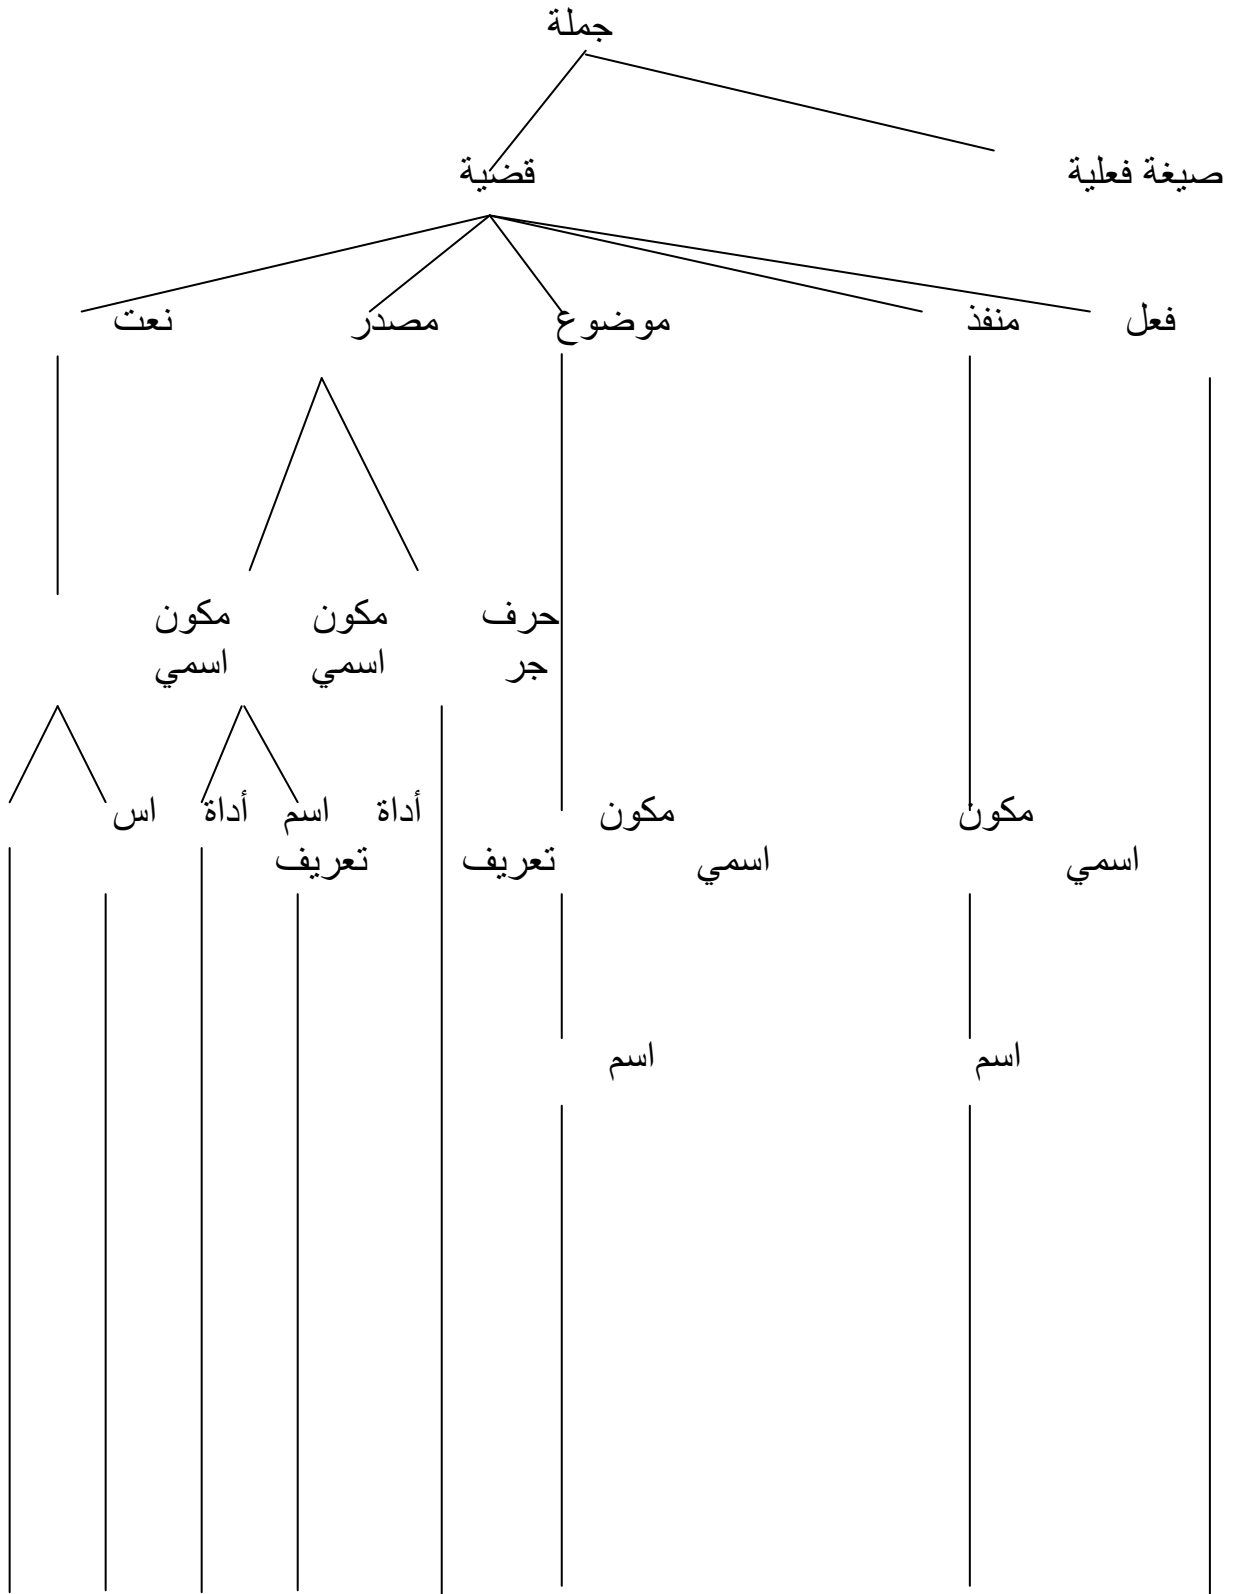 جملة
صيغة فعلية قضية
فعل منفذ موضوع مصدر نعت
حرف مكون مكون
جر اسمي اسمي
مكون مكون أداة اسم أداة اس
اسمي اسمي تعريف تعريف
اسم اسم